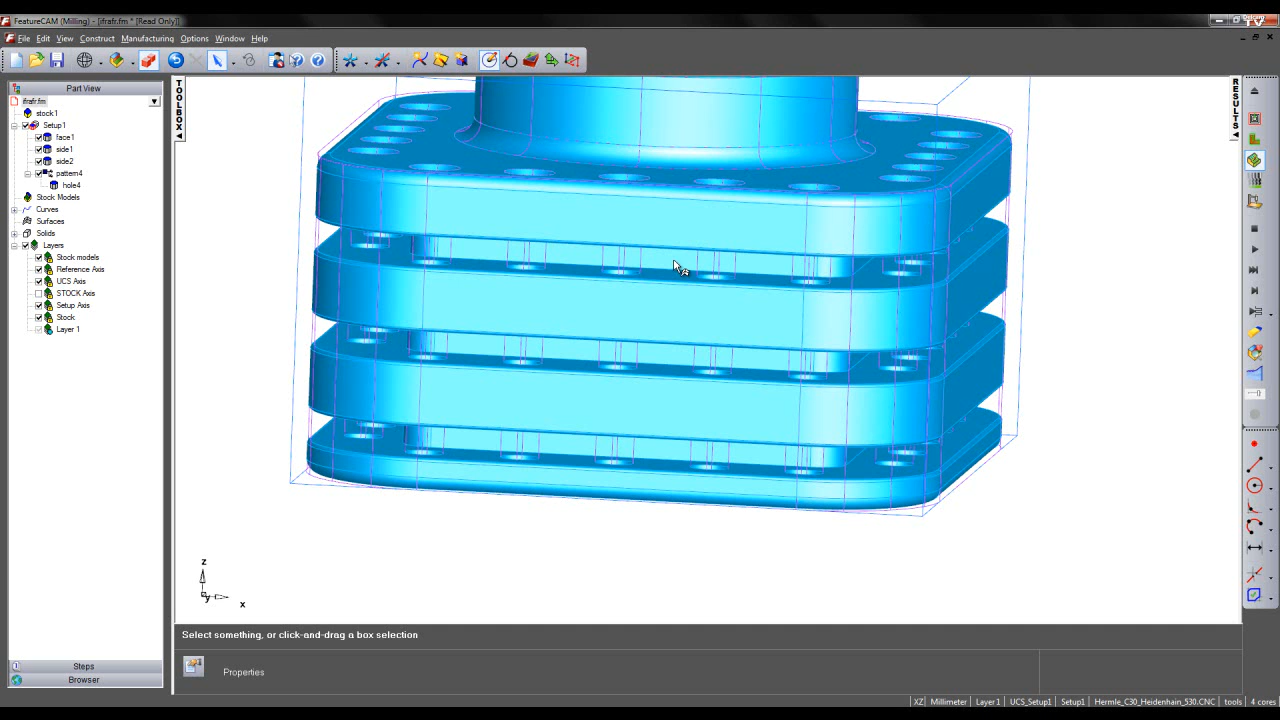 FeatureCAM (Milling) - [ifrafr.fm * [Read Only]]
TV
File Edit View Construct Manufacturing Options Window Help
Part View
ifrafr.fm
stock1
Setup1
face1
side1
side2
pattern4
hole4
Stock Models
Curves
Surfaces
Solids
Layers
Stock models
Reference Axis
UCS Axis
STOCK Axis
Setup Axis
Stock
Layer 1
Steps
Browser
TOOLBOX
RESULTS
z
y
x
Select something, or click-and-drag a box selection
Properties
XZ Millimeter Layer1 UCS_Setup1 Setup1 Hermle_C30_Heidenhain_530.CNC tools 4 cores